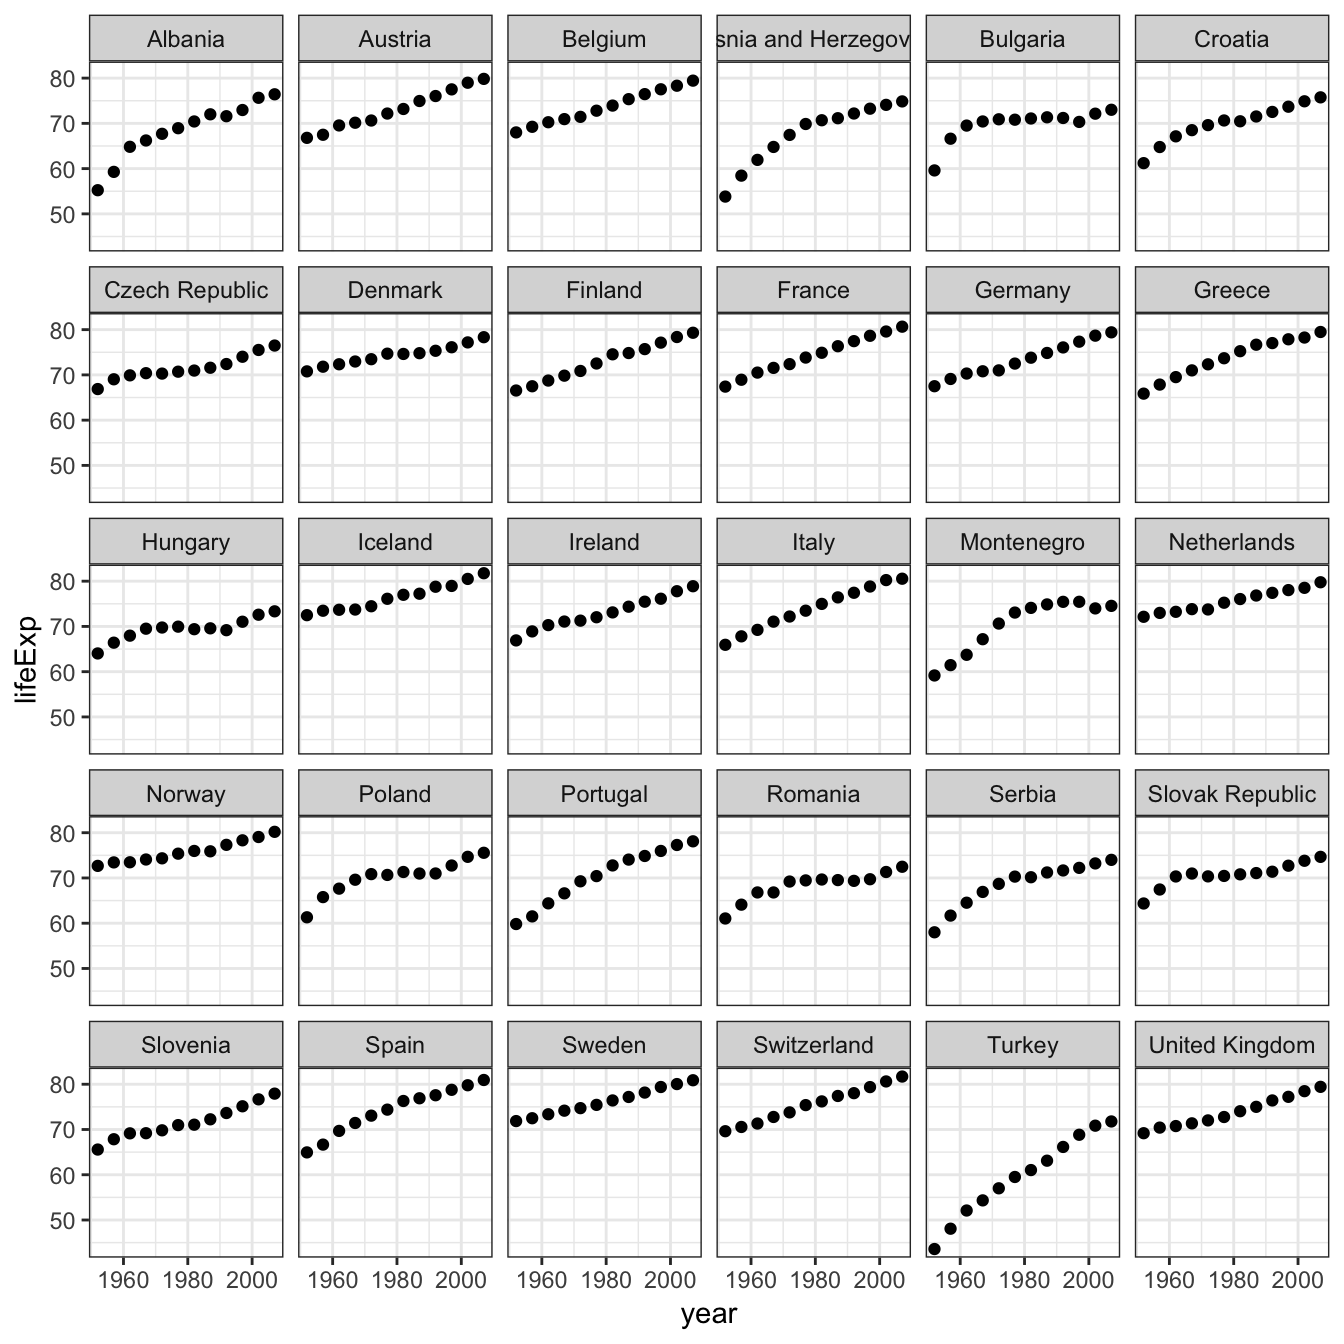 Albania Austria Belgium snia and Herzegov Bulgaria Croatia
80
70
60
50
Czech Republic Denmark Finland France Germany Greece
80
70
60
50
Hungary Iceland Ireland Italy Montenegro Netherlands
80
70
60
50
lifeExp
Norway Poland Portugal Romania Serbia Slovak Republic
80
70
60
50
Slovenia Spain Sweden Switzerland Turkey United Kingdom
80
70
60
50
1960 1980 2000 1960 1980 2000 1960 1980 2000 1960 1980 2000 1960 1980 2000 1960 1980 2000
year